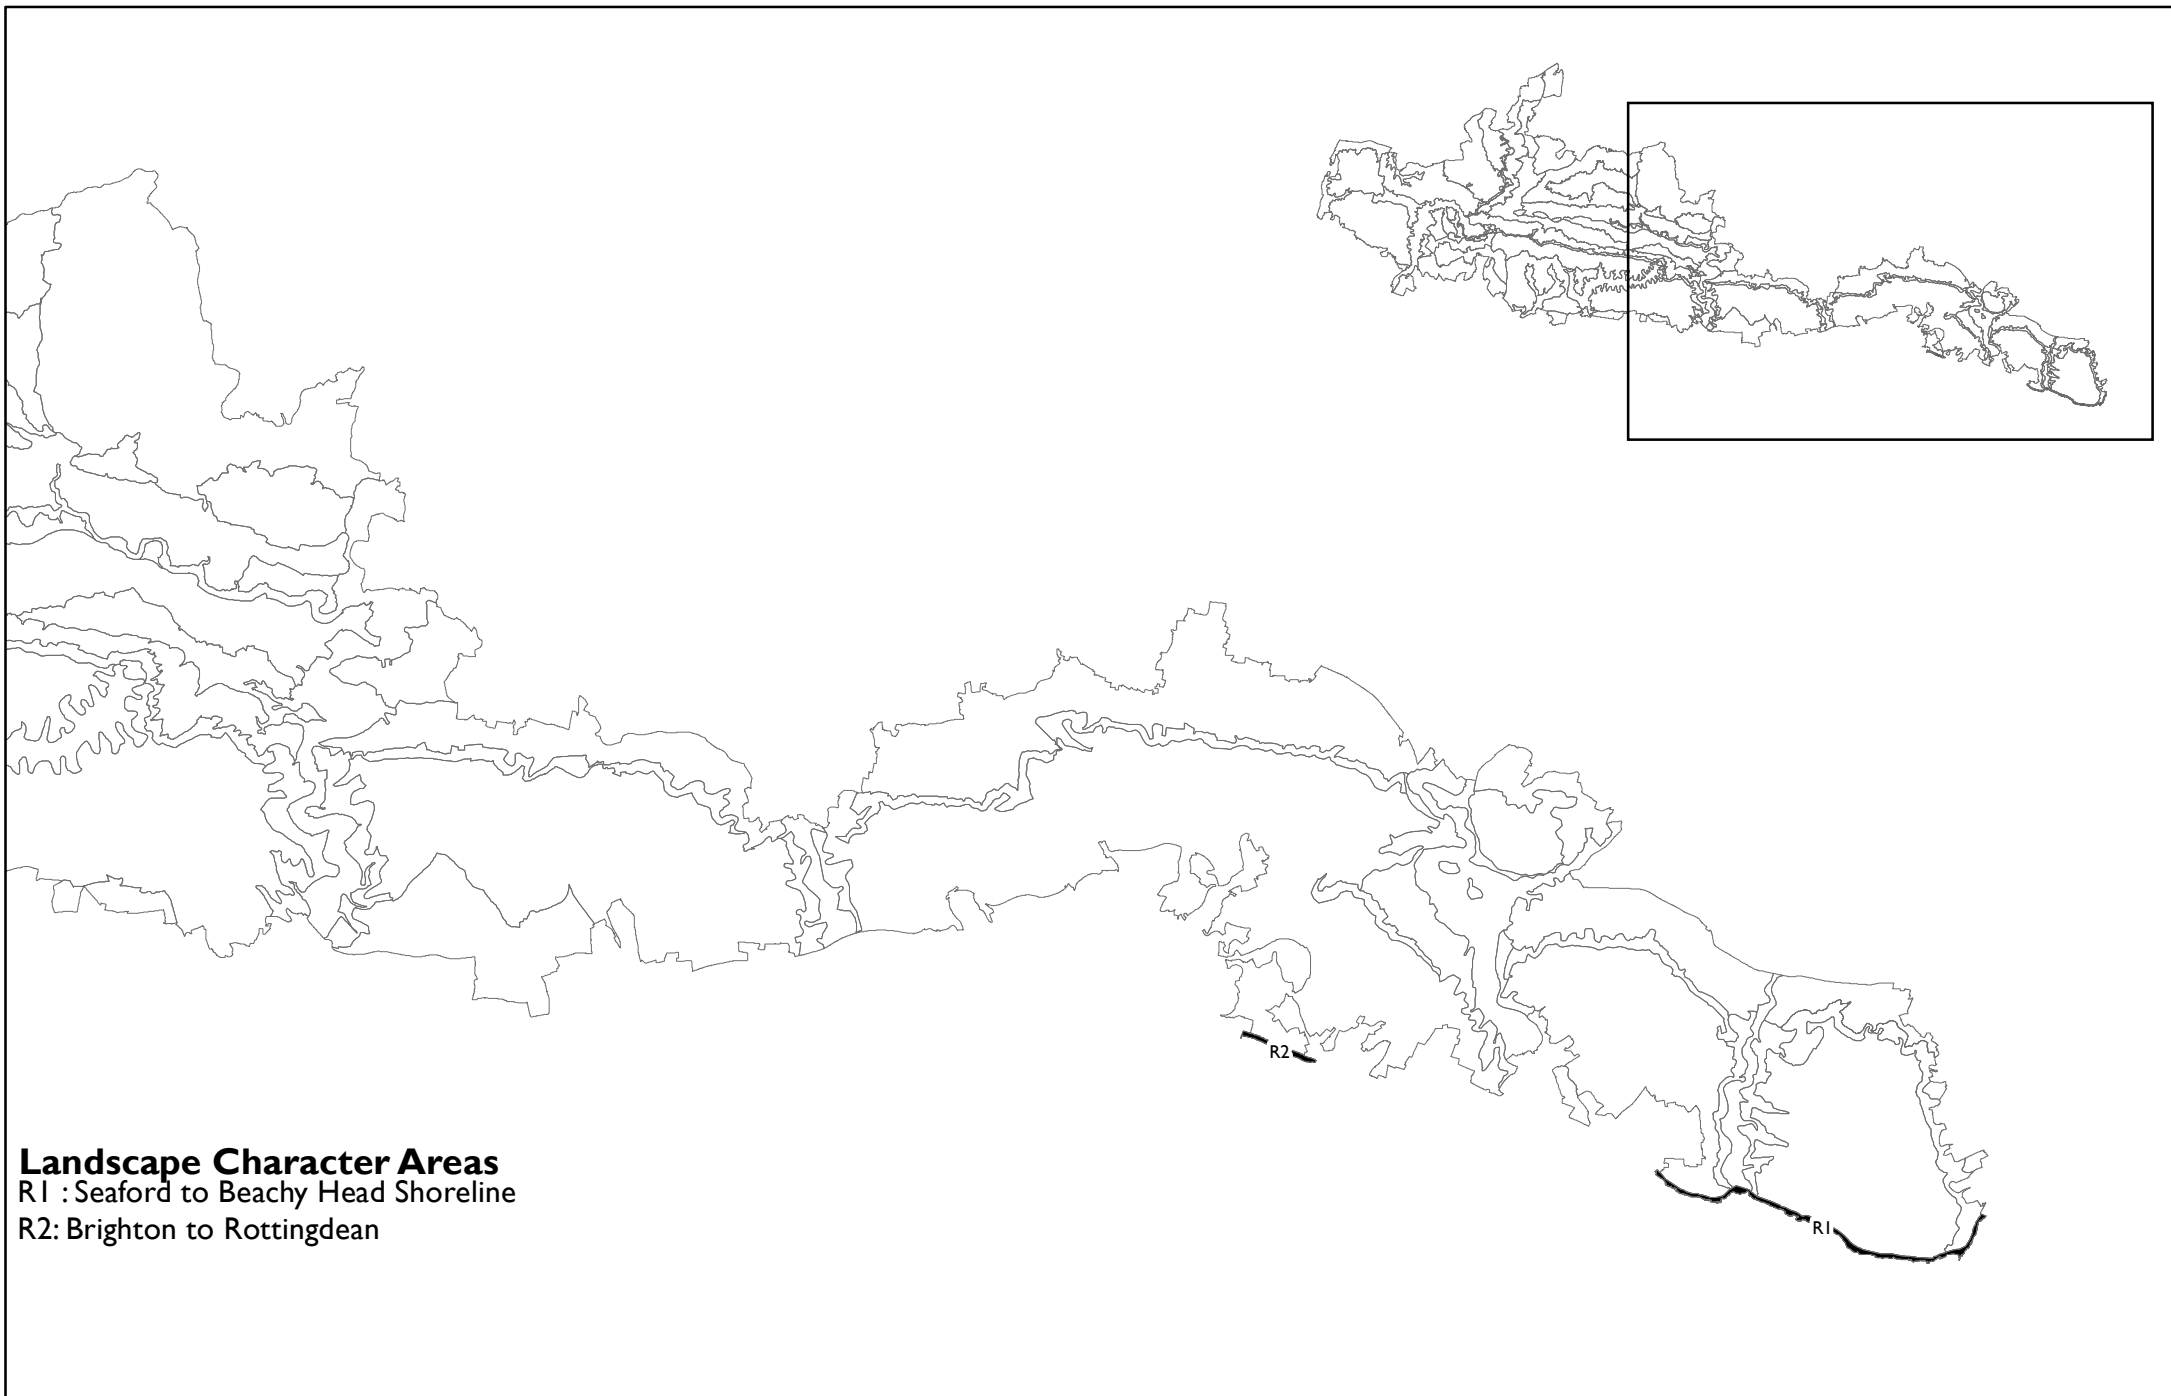 R2
R1
Landscape Character Areas
R1 : Seaford to Beachy Head Shoreline
R2: Brighton to Rottingdean